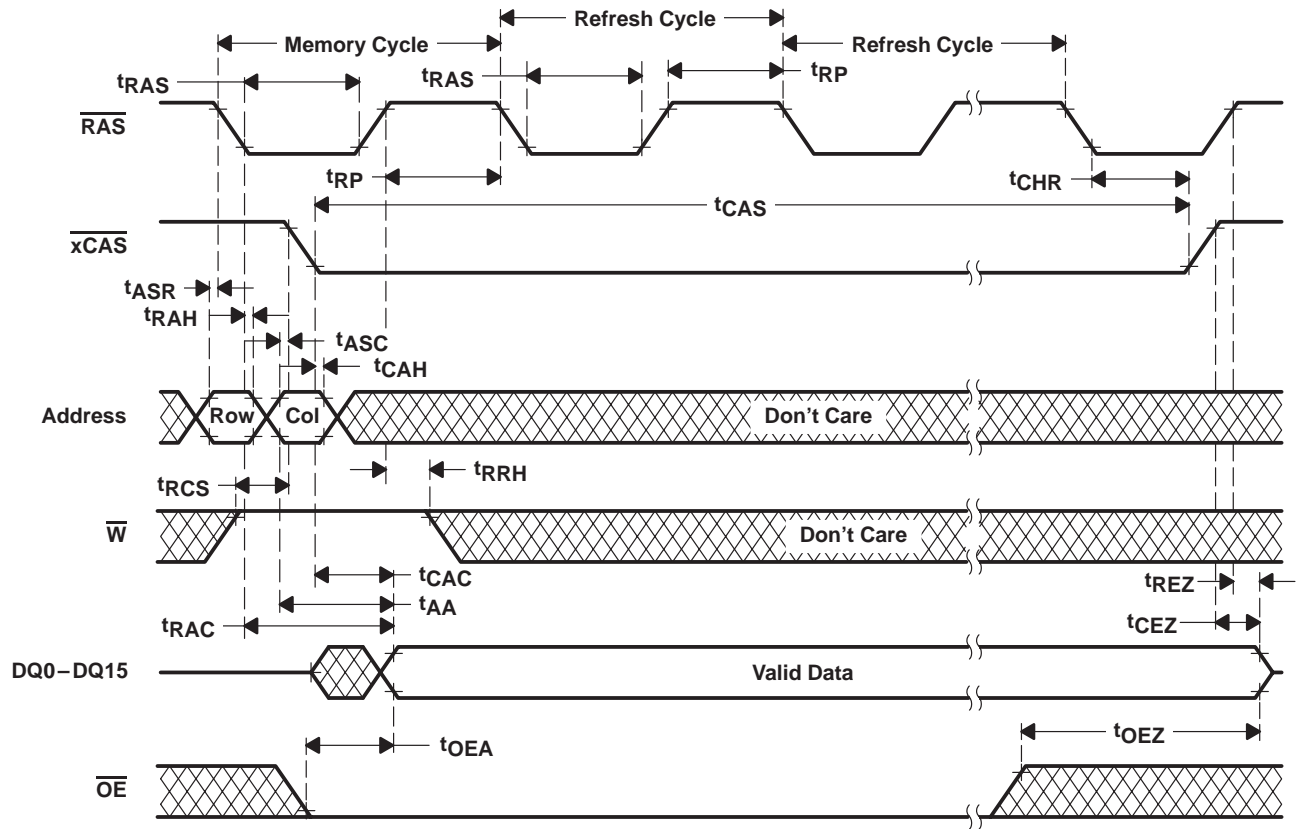 Refresh Cycle
Memory Cycle
Refresh Cycle
tRAS
tRAS
tRP
RAS
tRP
tCHR
tCAS
xCAS
tASR
tRAH
tASC
tCAH
Address
Row
Col
Don't Care
tRRH
tRCS
W
Don't Care
tCAC
tREZ
tAA
tRAC
tCEZ
DQ0–DQ15
Valid Data
tOEA
tOEZ
OE